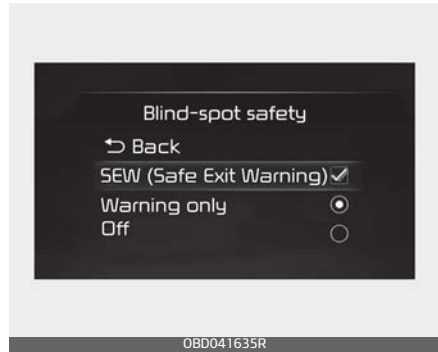 Blind-spot safety
⮌ Back
SEW (Safe Exit Warning)
Warning only
Off
OBD041635R